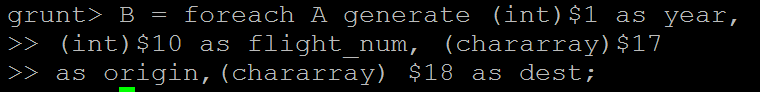 grunt> B = foreach A generate (int)$1 as year,
>> (int)$10 as flight_num, (chararray)$17
>> as origin,(chararray) $18 as dest;